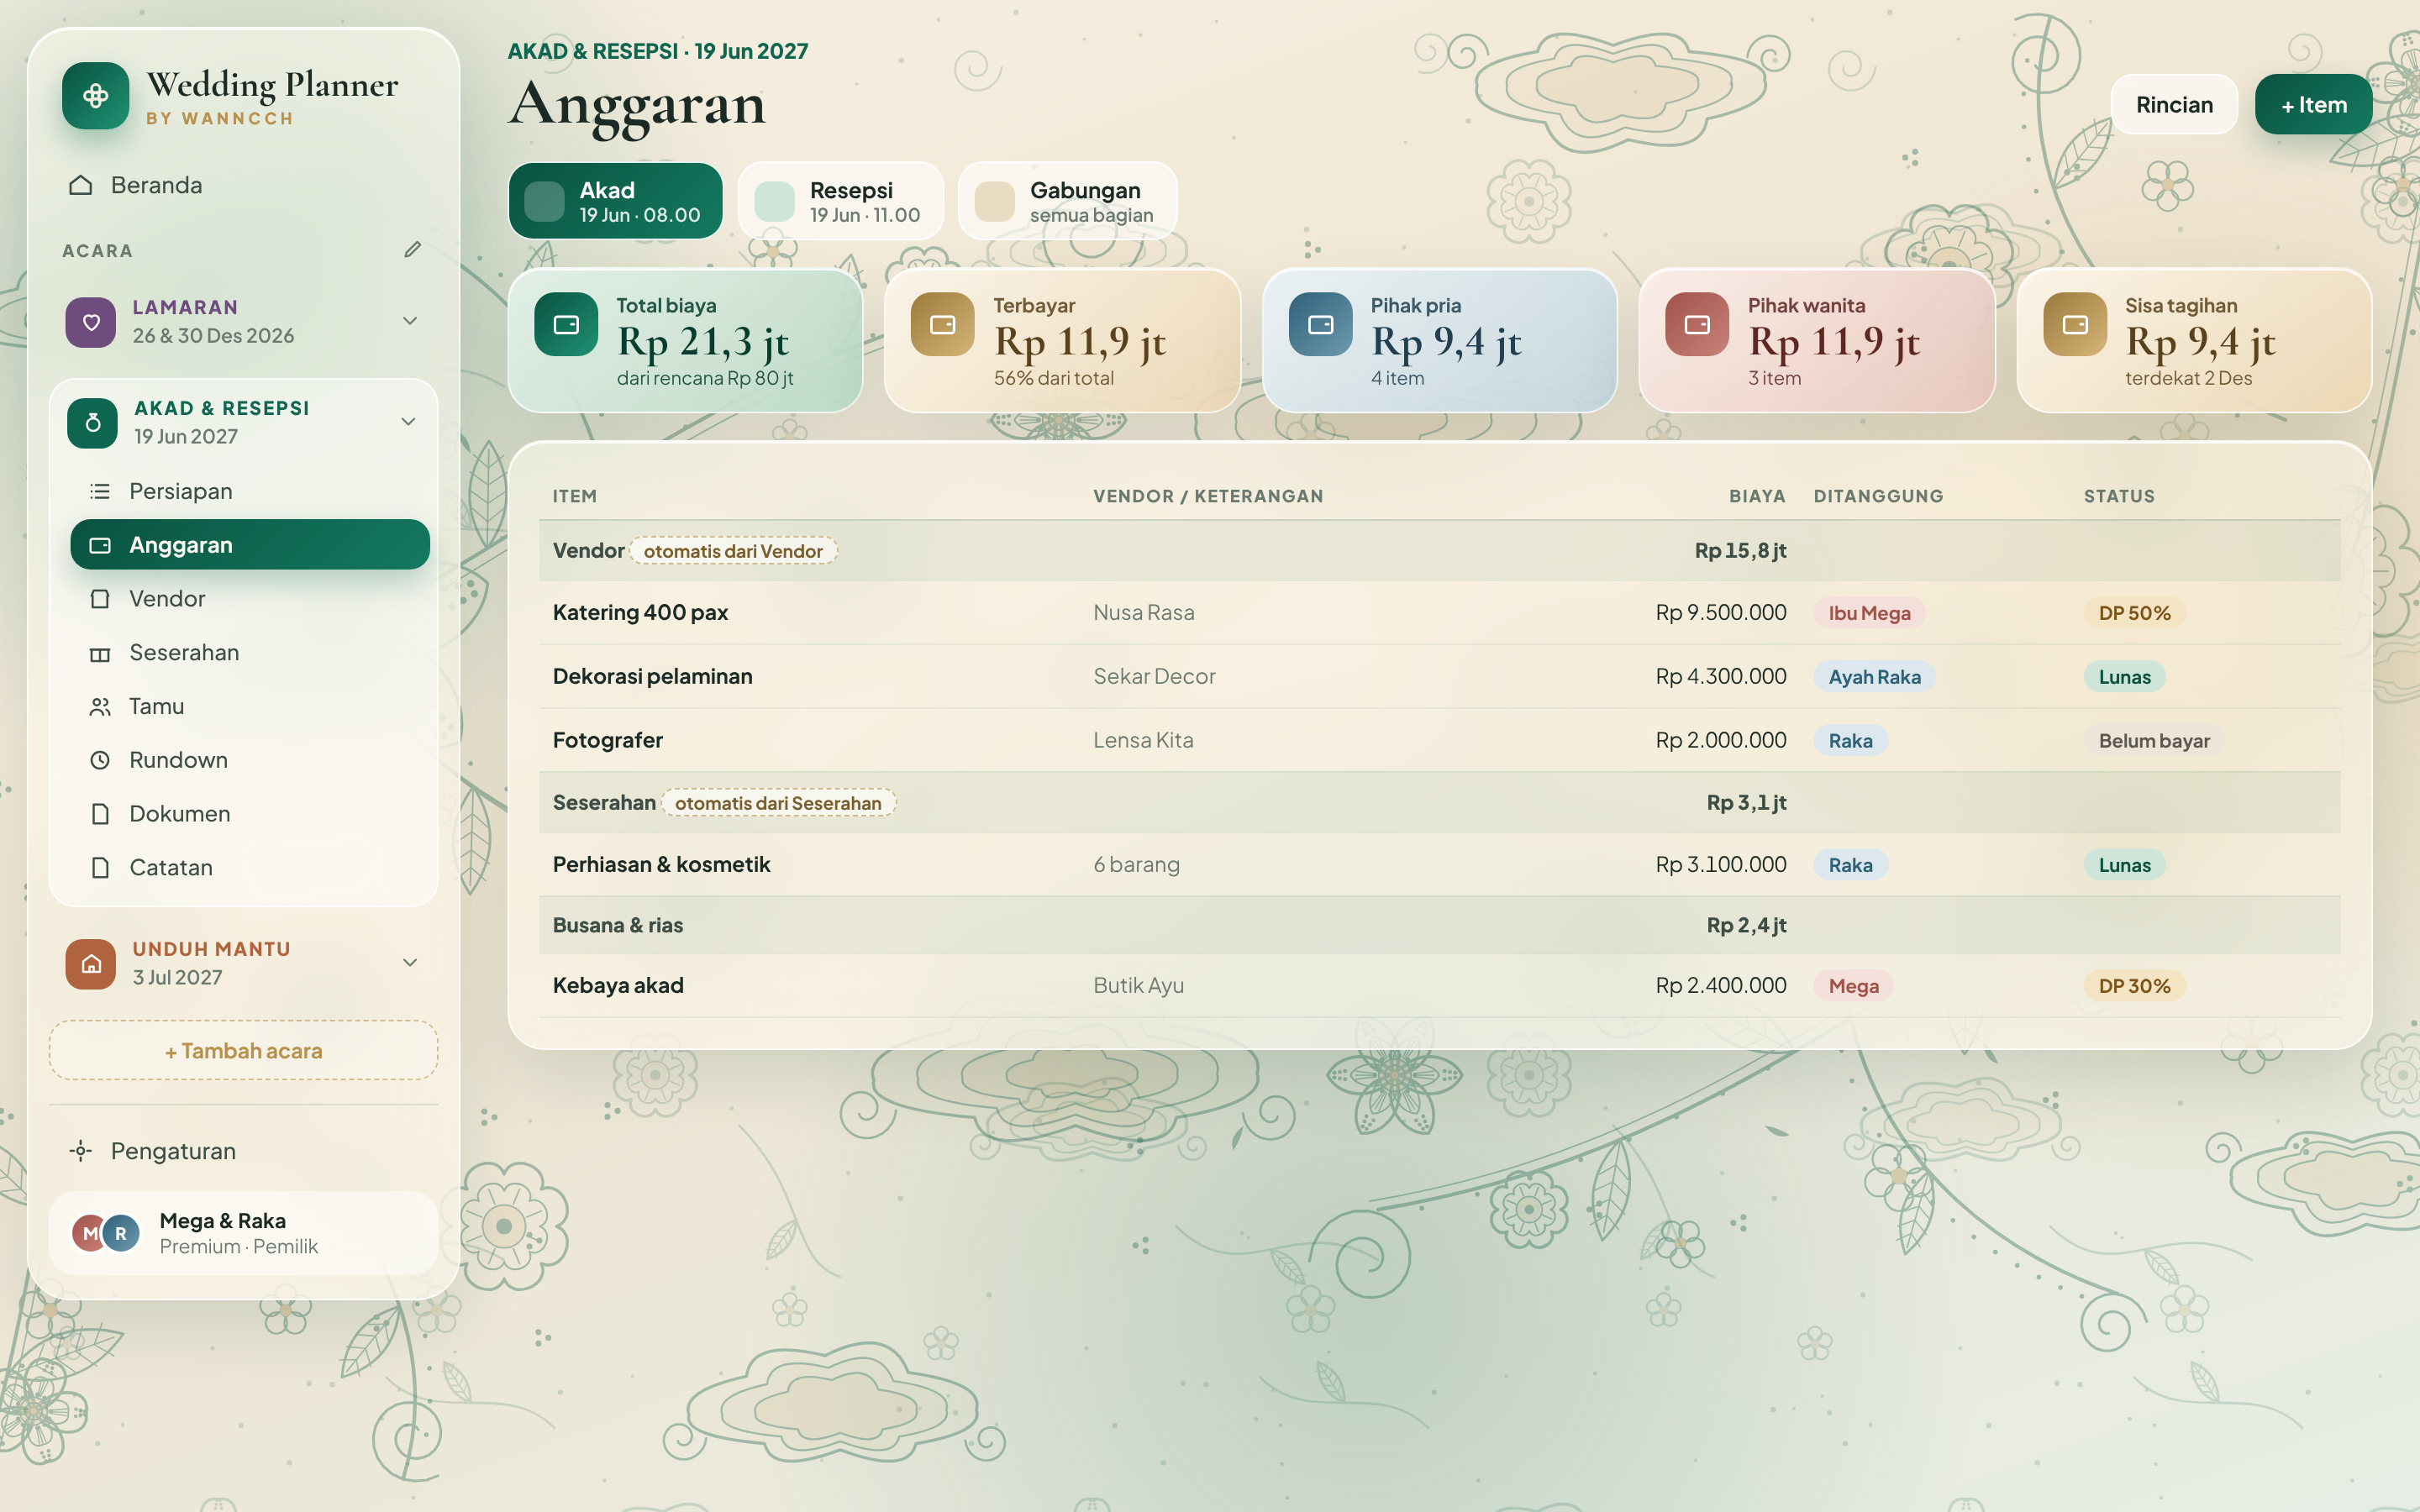 Wedding Planner
BY WANNCCH
Beranda
ACARA
LAMARAN
26 & 30 Des 2026
AKAD & RESEPSI
19 Jun 2027
Persiapan
Anggaran
Vendor
Seserahan
Tamu
Rundown
Dokumen
Catatan
UNDUH MANTU
3 Jul 2027
+ Tambah acara
Pengaturan
M R
Mega & Raka
Premium · Pemilik
AKAD & RESEPSI · 19 Jun 2027
Anggaran
Rincian
+ Item
Akad
19 Jun · 08.00
Resepsi
19 Jun · 11.00
Gabungan
semua bagian
Total biaya
Rp 21,3 jt
dari rencana Rp 80 jt
Terbayar
Rp 11,9 jt
56% dari total
Pihak pria
Rp 9,4 jt
4 item
Pihak wanita
Rp 11,9 jt
3 item
Sisa tagihan
Rp 9,4 jt
terdekat 2 Des
ITEM VENDOR / KETERANGAN BIAYA DITANGGUNG STATUS
Vendor otomatis dari Vendor Rp 15,8 jt
Katering 400 pax Nusa Rasa Rp 9.500.000 Ibu Mega DP 50%
Dekorasi pelaminan Sekar Decor Rp 4.300.000 Ayah Raka Lunas
Fotografer Lensa Kita Rp 2.000.000 Raka Belum bayar
Seserahan otomatis dari Seserahan Rp 3,1 jt
Perhiasan & kosmetik 6 barang Rp 3.100.000 Raka Lunas
Busana & rias Rp 2,4 jt
Kebaya akad Butik Ayu Rp 2.400.000 Mega DP 30%